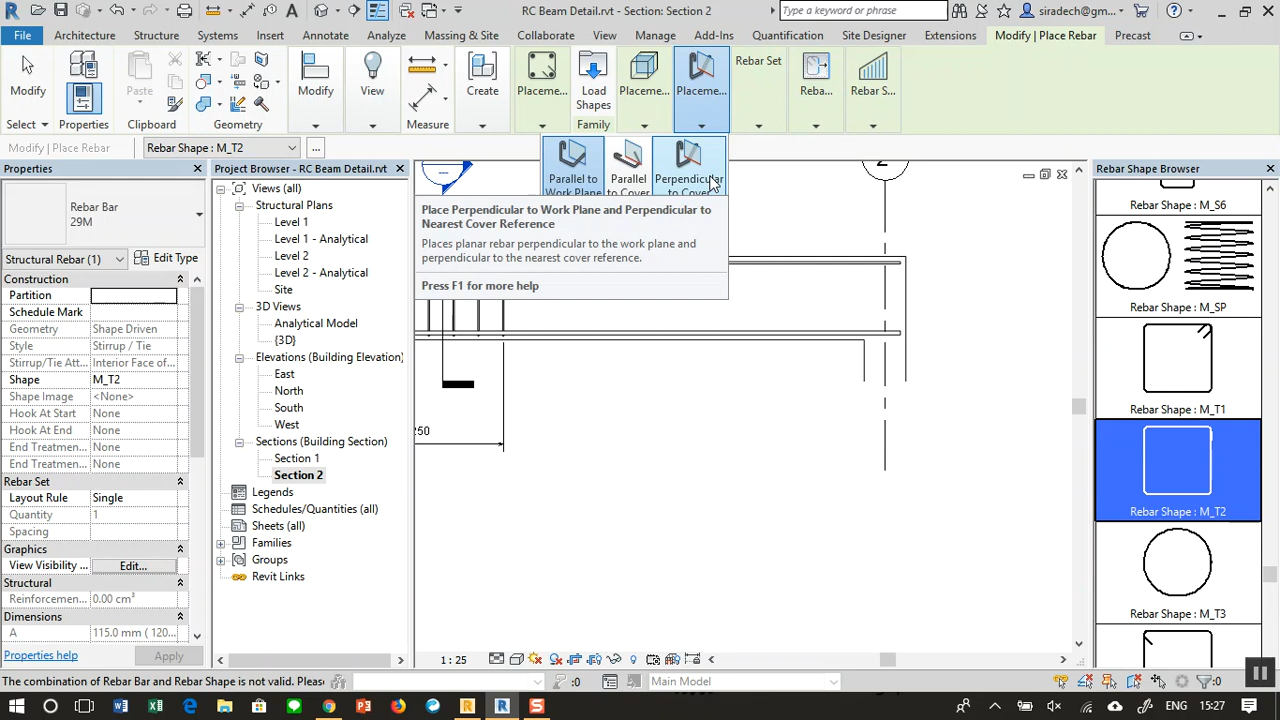 RC Beam Detail.rvt - Section: Section 2
Type a keyword or phrase
siradech@gm...
File
Architecture
Structure
Systems
Insert
Annotate
Analyze
Massing & Site
Collaborate
View
Manage
Add-Ins
Quantification
Site Designer
Extensions
Modify | Place Rebar
Precast
Modify
Paste
Modify
View
Create
Placeme...
Load
Shapes
Placeme...
Placeme...
Rebar Set
Reba...
Rebar S...
Select
Properties
Clipboard
Geometry
Measure
Family
Modify | Place Rebar
Rebar Shape : M_T2
...
Parallel to
Work Plane
Parallel
to Cover
Perpendicular
to Cover
Place Perpendicular to Work Plane and Perpendicular to
Nearest Cover Reference
Places planar rebar perpendicular to the work plane and
perpendicular to the nearest cover reference.
Press F1 for more help
Properties
Rebar Bar
29M
Structural Rebar (1)
Edit Type
Construction
Partition
Schedule Mark
Geometry Shape Driven
Style Stirrup / Tie
Stirrup/Tie Att... Interior Face of...
Shape M_T2
Shape Image <None>
Hook At Start None
Hook At End None
End Treatmen... None
End Treatmen... None
Rebar Set
Layout Rule Single
Quantity 1
Spacing
Graphics
View Visibility ... Edit...
Structural
Reinforcemen... 0.00 cm³
Dimensions
A 115.0 mm ( 120...
Properties help
Apply
Project Browser - RC Beam Detail.rvt
Views (all)
Structural Plans
Level 1
Level 1 - Analytical
Level 2
Level 2 - Analytical
Site
3D Views
Analytical Model
{3D}
Elevations (Building Elevation)
East
North
South
West
Sections (Building Section)
Section 1
Section 2
Legends
Schedules/Quantities (all)
Sheets (all)
Families
Groups
Revit Links
250
1 : 25
Rebar Shape Browser
Rebar Shape : M_S6
Rebar Shape : M_SP
Rebar Shape : M_T1
Rebar Shape : M_T2
Rebar Shape : M_T3
The combination of Rebar Bar and Rebar Shape is not valid. Please
:0
Main Model
:0
ENG
15:27